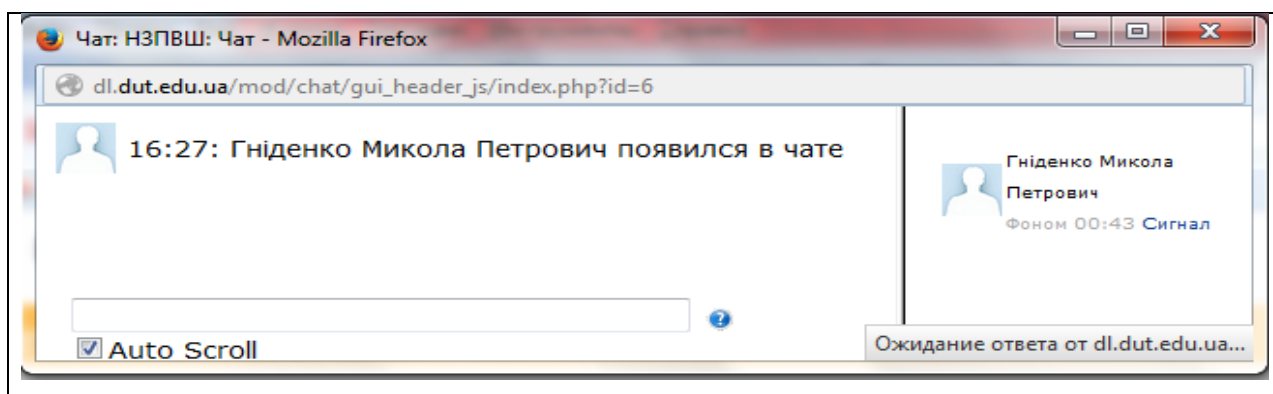 Чат: НЗПВШ: Чат - Mozilla Firefox
dl.dut.edu.ua/mod/chat/gui_header_js/index.php?id=6
16:27: Гніденко Микола Петрович появился в чате
Гніденко Микола
Петрович
Фоном 00:43 Сигнал
Auto Scroll
Ожидание ответа от dl.dut.edu.ua...